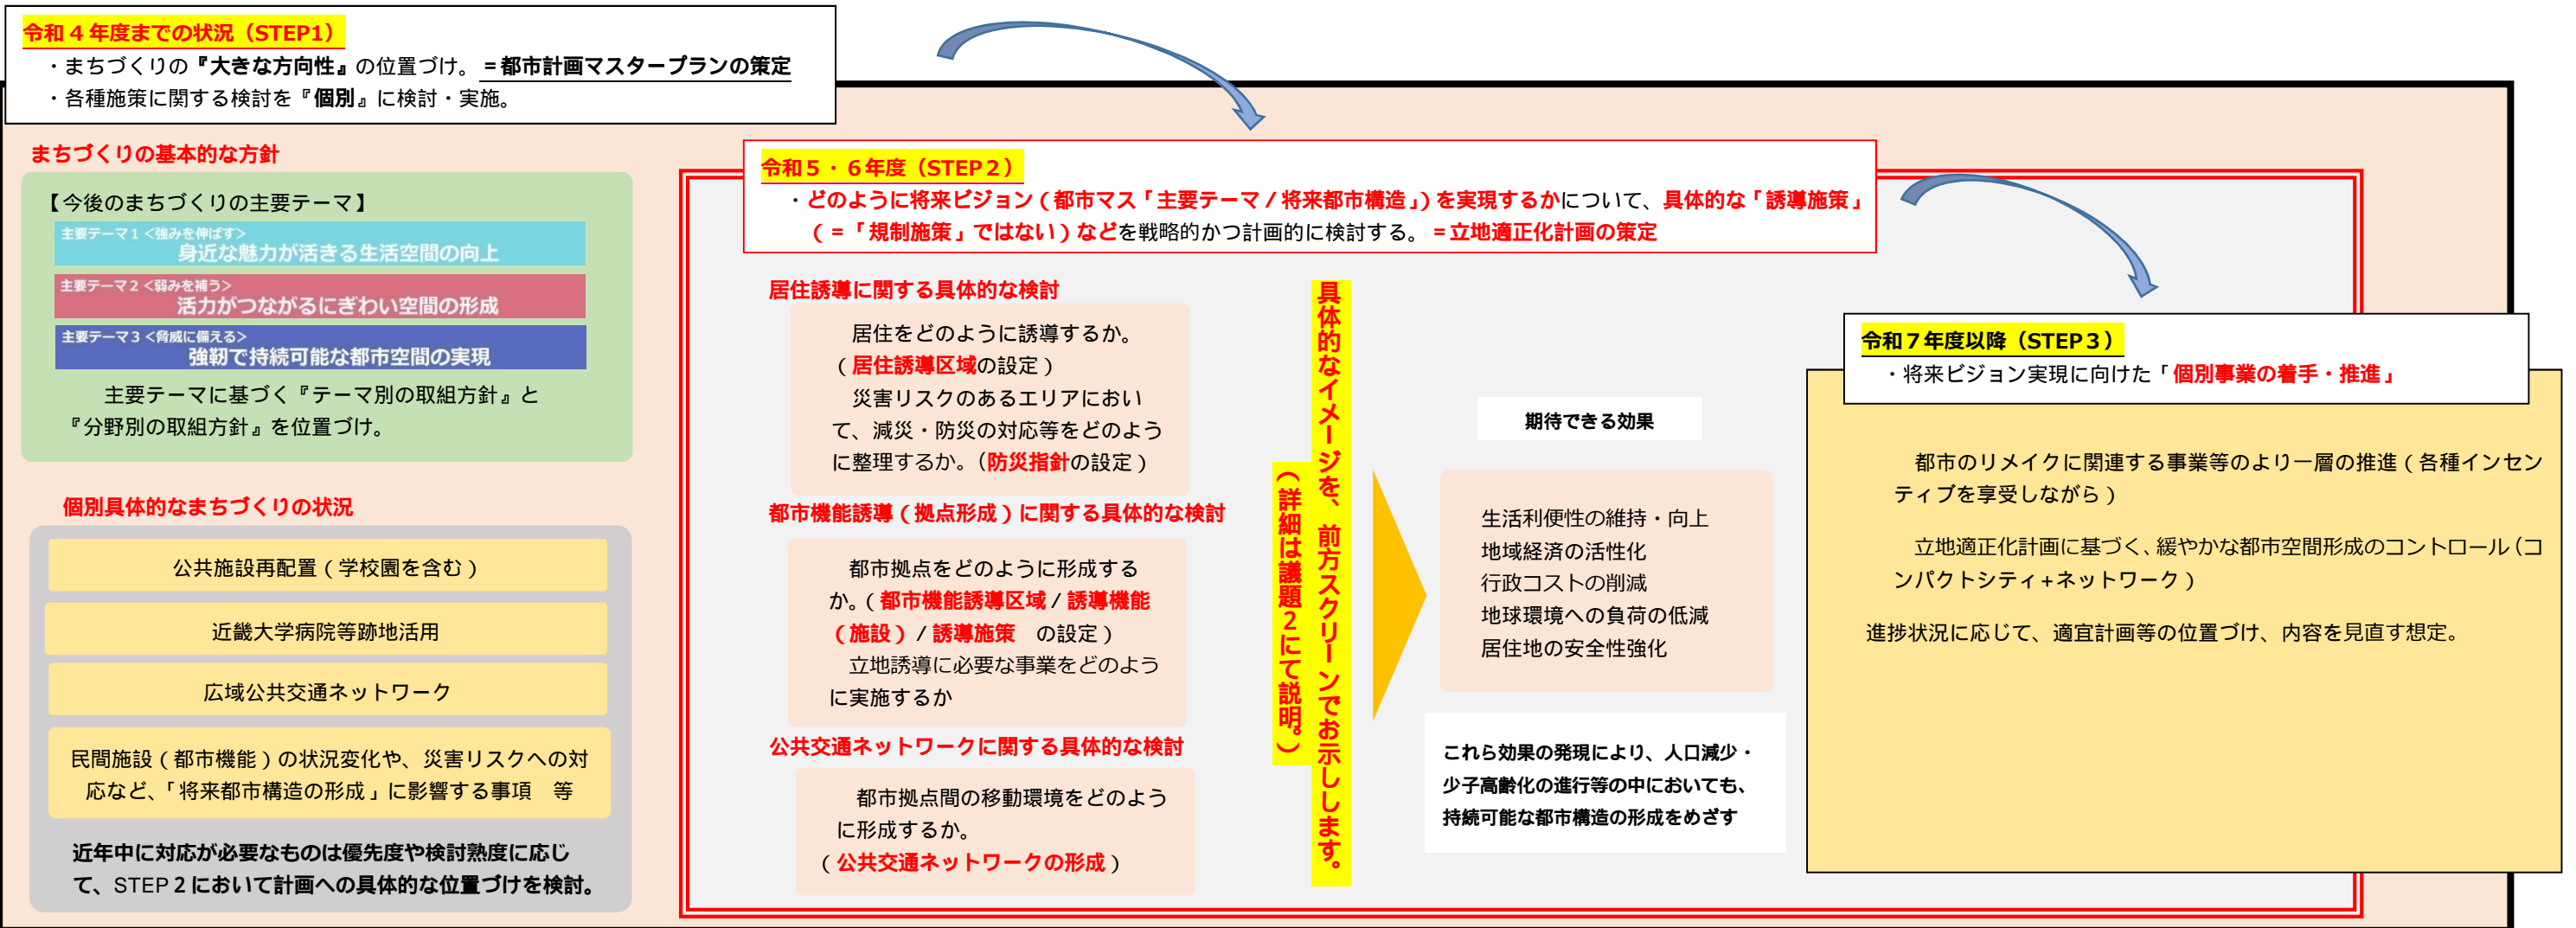 令和４年度までの状況（STEP1）
・まちづくりの『大きな方向性』の位置づけ。＝都市計画マスタープランの策定
・各種施策に関する検討を『個別』に検討・実施。
まちづくりの基本的な方針
【今後のまちづくりの主要テーマ】
主要テーマ１＜強みを伸ばす＞
身近な魅力が活きる生活空間の向上
主要テーマ２＜弱みを補う＞
活力がつながるにぎわい空間の形成
主要テーマ３＜脅威に備える＞
強靭で持続可能な都市空間の実現
主要テーマに基づく『テーマ別の取組方針』と
『分野別の取組方針』を位置づけ。
個別具体的なまちづくりの状況
公共施設再配置（学校園を含む）
近畿大学病院等跡地活用
広域公共交通ネットワーク
民間施設（都市機能）の状況変化や、災害リスクへの対
応など、「将来都市構造の形成」に影響する事項　等
近年中に対応が必要なものは優先度や検討熟度に応じ
て、STEP２において計画への具体的な位置づけを検討。
令和５・６年度（STEP２）
・どのように将来ビジョン（都市マス「主要テーマ／将来都市構造」）を実現するかについて、具体的な「誘導施策」
（＝「規制施策」ではない）などを戦略的かつ計画的に検討する。＝立地適正化計画の策定
居住誘導に関する具体的な検討
居住をどのように誘導するか。
（居住誘導区域の設定）
災害リスクのあるエリアにおい
て、減災・防災の対応等をどのよう
に整理するか。（防災指針の設定）
都市機能誘導（拠点形成）に関する具体的な検討
都市拠点をどのように形成する
か。（都市機能誘導区域／誘導機能
（施設）／誘導施策　の設定）
立地誘導に必要な事業をどのよう
に実施するか
公共交通ネットワークに関する具体的な検討
都市拠点間の移動環境をどのよう
に形成するか。
（公共交通ネットワークの形成）
具体的なイメージを、前方スクリーンでお示しします。
（詳細は議題２にて説明。）
期待できる効果
生活利便性の維持・向上
地域経済の活性化
行政コストの削減
地球環境への負荷の低減
居住地の安全性強化
これら効果の発現により、人口減少・
少子高齢化の進行等の中においても、
持続可能な都市構造の形成をめざす
令和７年度以降（STEP３）
・将来ビジョン実現に向けた「個別事業の着手・推進」
都市のリメイクに関連する事業等のより一層の推進（各種インセン
ティブを享受しながら）
立地適正化計画に基づく、緩やかな都市空間形成のコントロール（コ
ンパクトシティ+ネットワーク）
進捗状況に応じて、適宜計画等の位置づけ、内容を見直す想定。